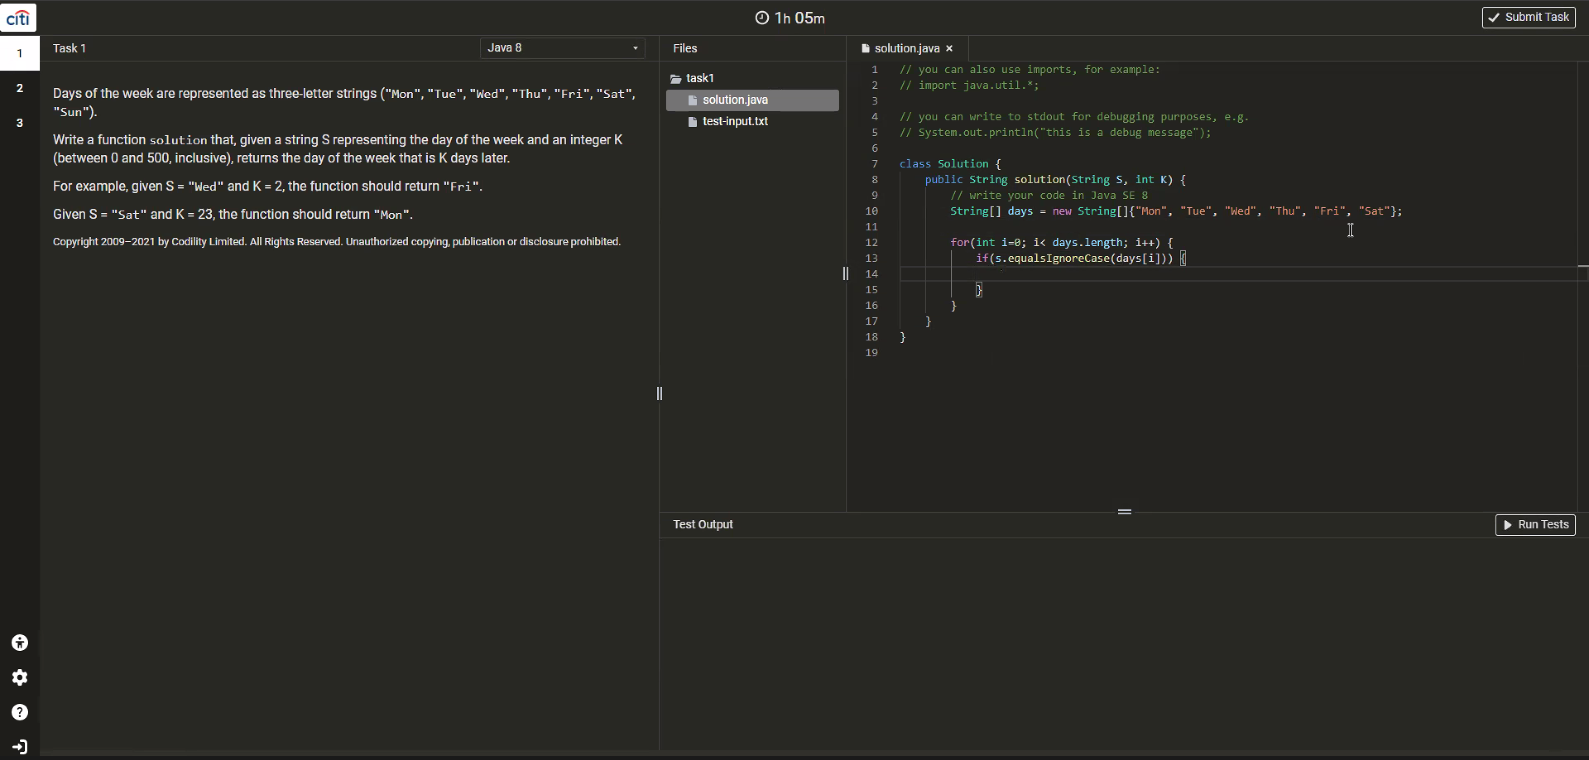 citi
1h 05m
Submit Task
1
2
3
Task 1
Java 8
Days of the week are represented as three-letter strings ("Mon", "Tue", "Wed", "Thu", "Fri", "Sat",
"Sun").
Write a function solution that, given a string S representing the day of the week and an integer K
(between 0 and 500, inclusive), returns the day of the week that is K days later.
For example, given S = "Wed" and K = 2, the function should return "Fri".
Given S = "Sat" and K = 23, the function should return "Mon".
Copyright 2009–2021 by Codility Limited. All Rights Reserved. Unauthorized copying, publication or disclosure prohibited.
Files
task1
solution.java
test-input.txt
solution.java ×
1 // you can also use imports, for example:
2 // import java.util.*;
3
4 // you can write to stdout for debugging purposes, e.g.
5 // System.out.println("this is a debug message");
6
7 class Solution {
8 public String solution(String S, int K) {
9 // write your code in Java SE 8
10 String[] days = new String[]{"Mon", "Tue", "Wed", "Thu", "Fri", "Sat"};
11
12 for(int i=0; i< days.length; i++) {
13 if(s.equalsIgnoreCase(days[i])) {
14
15 }
16 }
17 }
18 }
19
Test Output
Run Tests